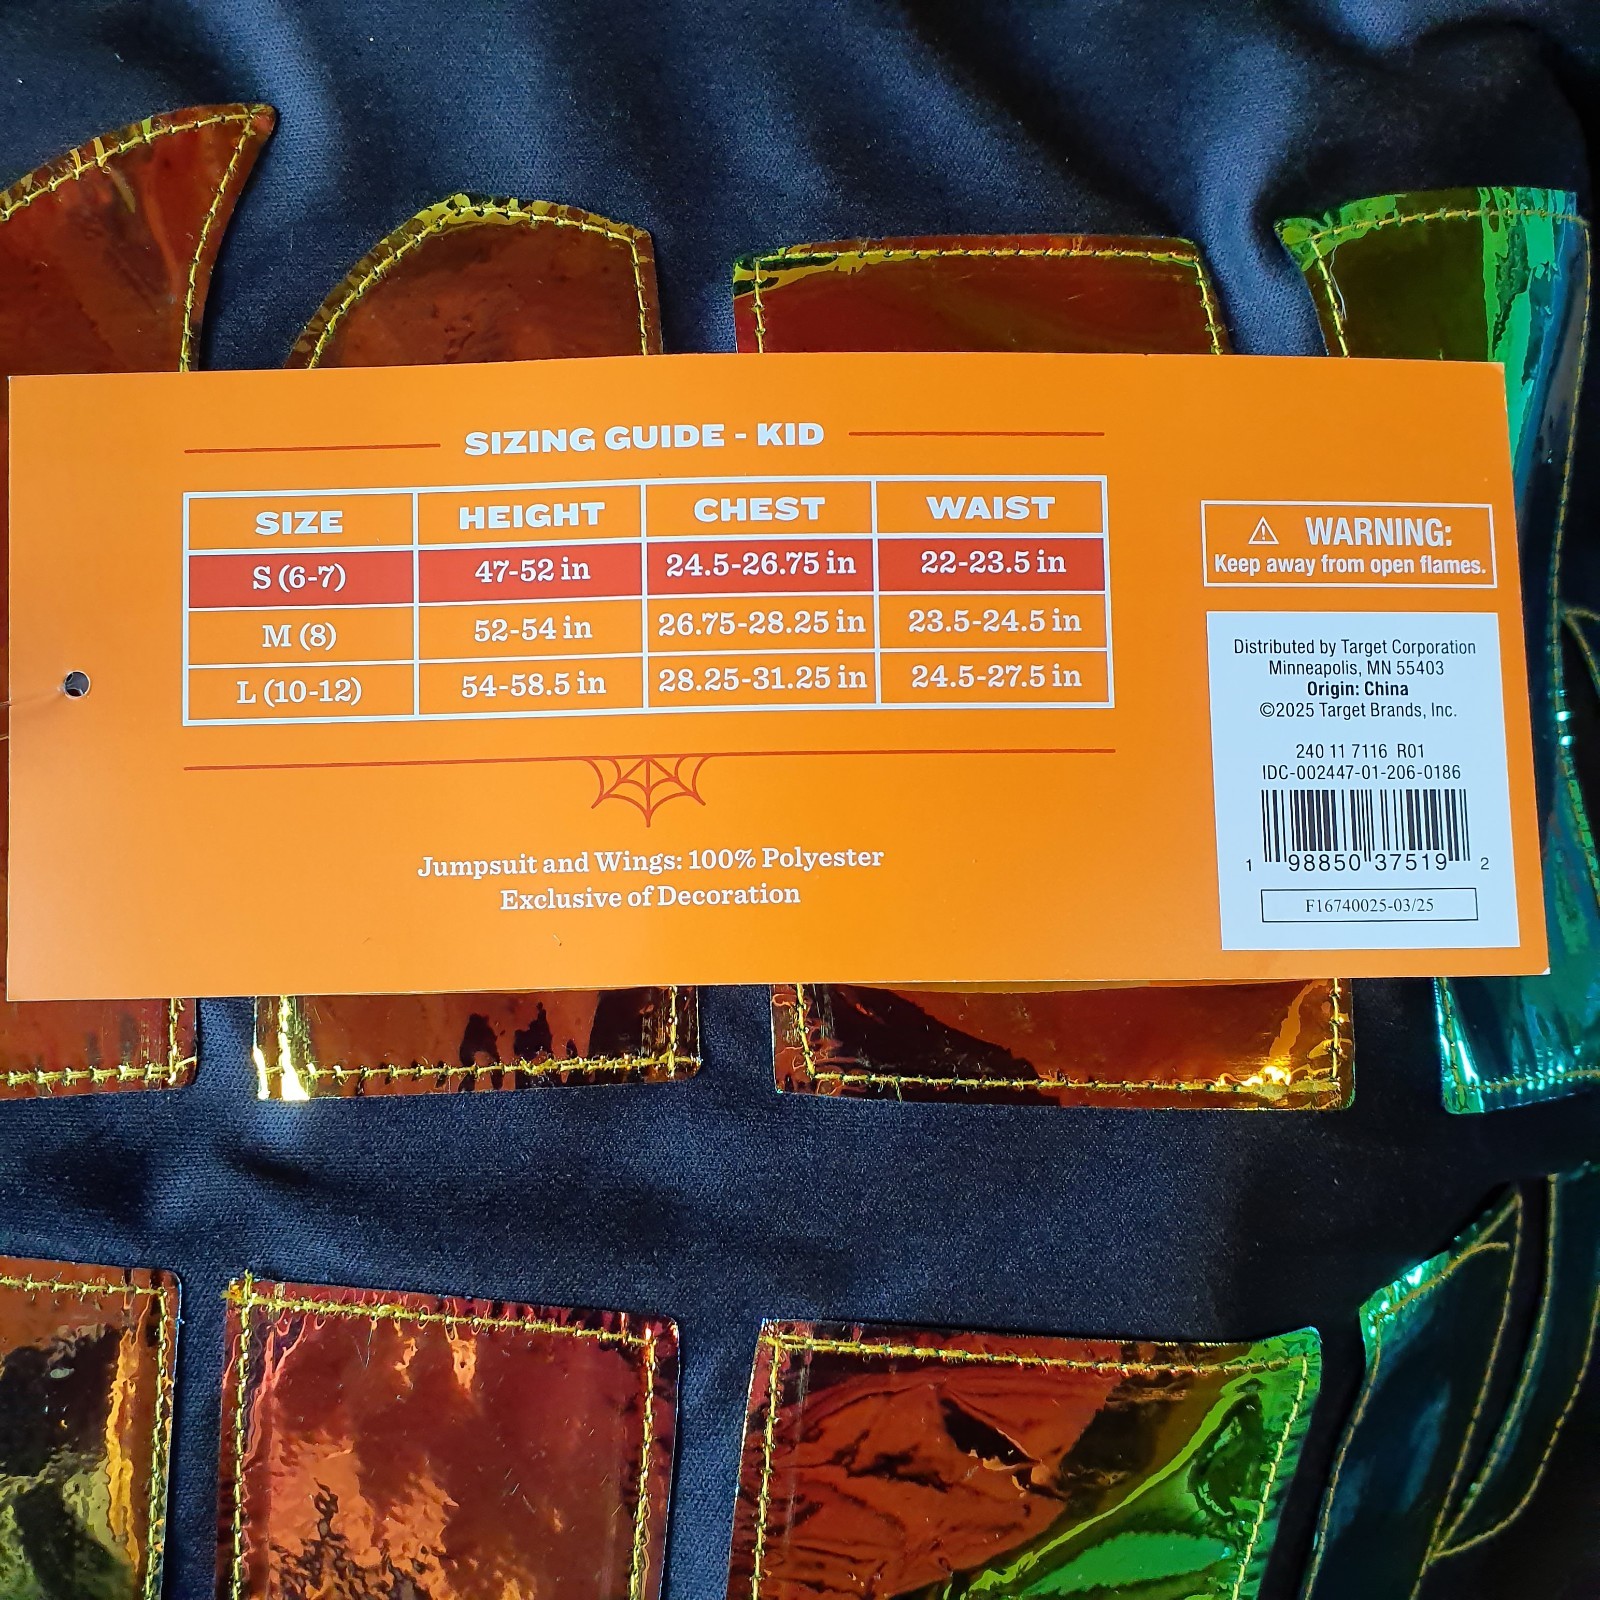 SIZING GUIDE - KID
SIZE HEIGHT CHEST WAIST
S (6-7) 47-52 in 24.5-26.75 in 22-23.5 in
M (8) 52-54 in 26.75-28.25 in 23.5-24.5 in
L (10-12) 54-58.5 in 28.25-31.25 in 24.5-27.5 in
Jumpsuit and Wings: 100% Polyester
Exclusive of Decoration
⚠ WARNING:
Keep away from open flames.
Distributed by Target Corporation
Minneapolis, MN 55403
Origin: China
©2025 Target Brands, Inc.
240 11 7116 R01
IDC-002447-01-206-0186
1 98850 37519 2
F16740025-03/25